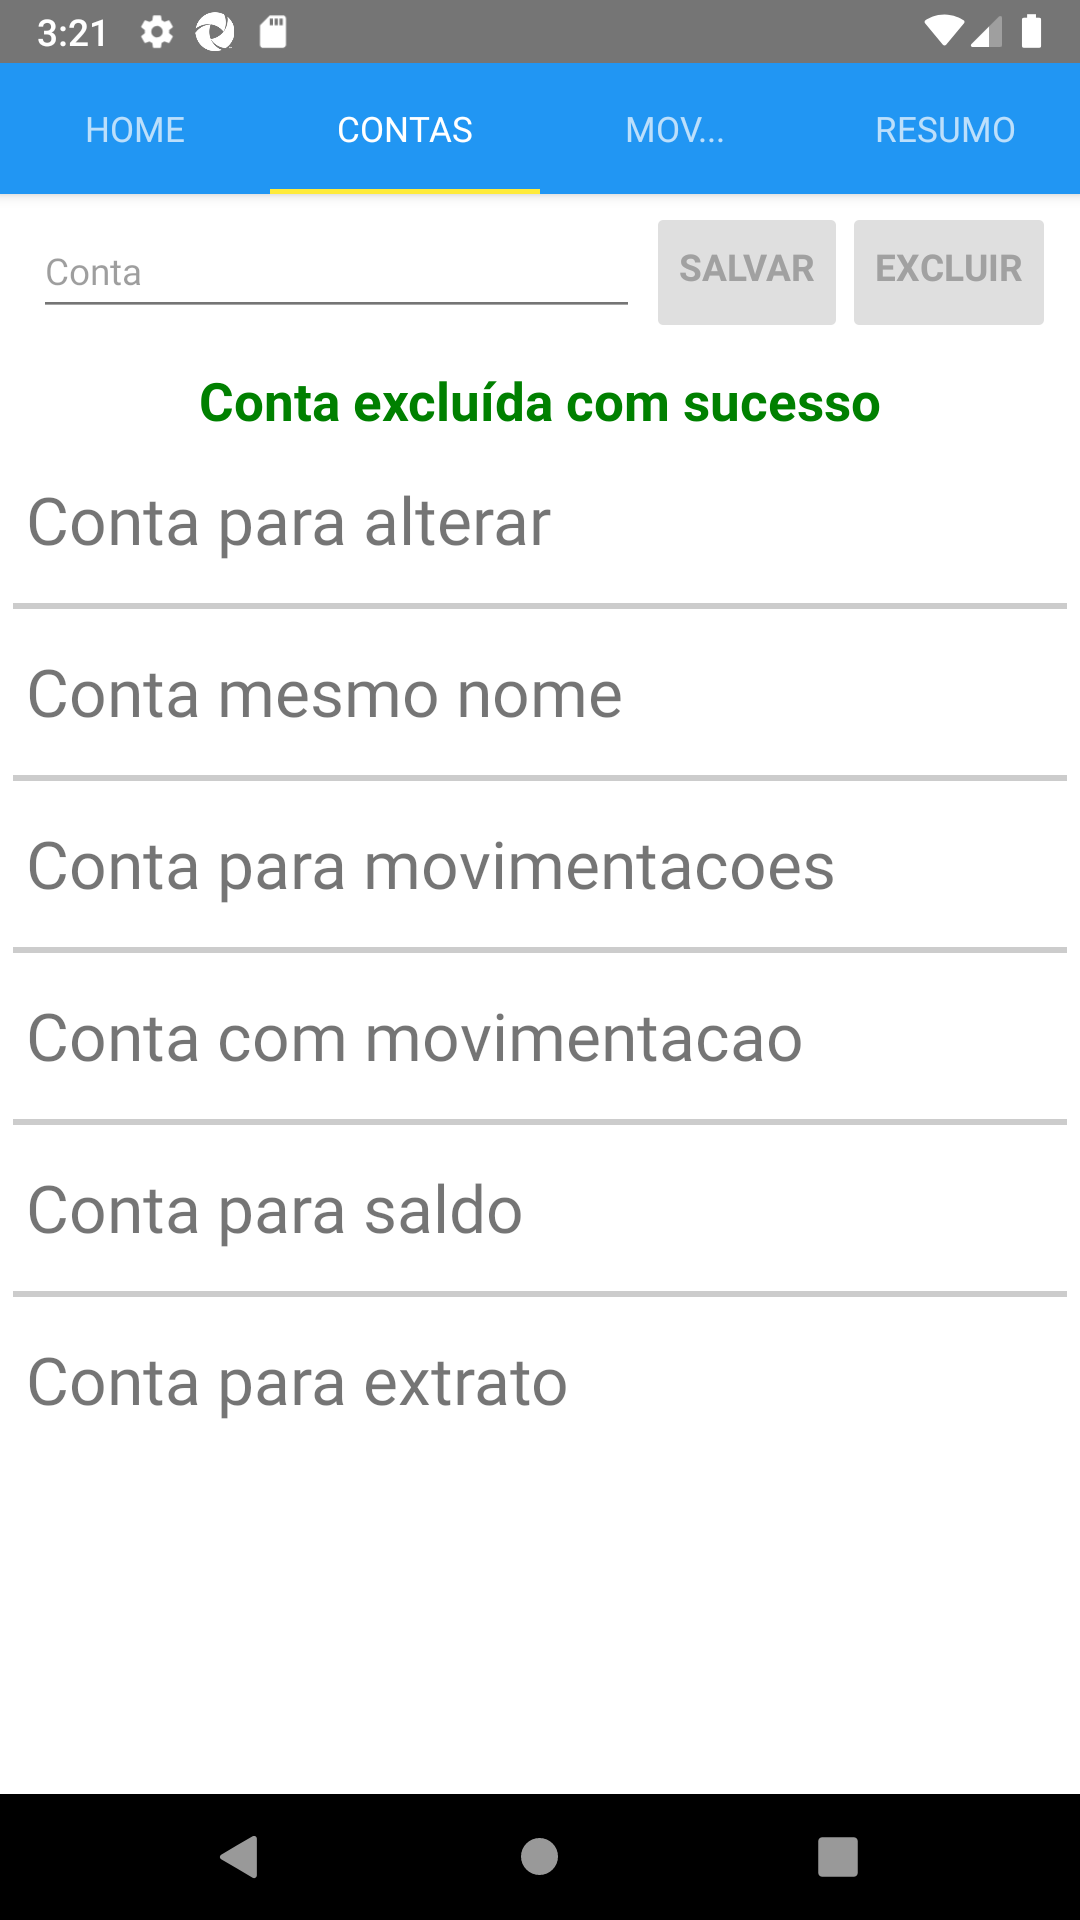 3:21
HOME CONTAS MOV... RESUMO
Conta SALVAR EXCLUIR
Conta excluída com sucesso
Conta para alterar
Conta mesmo nome
Conta para movimentacoes
Conta com movimentacao
Conta para saldo
Conta para extrato